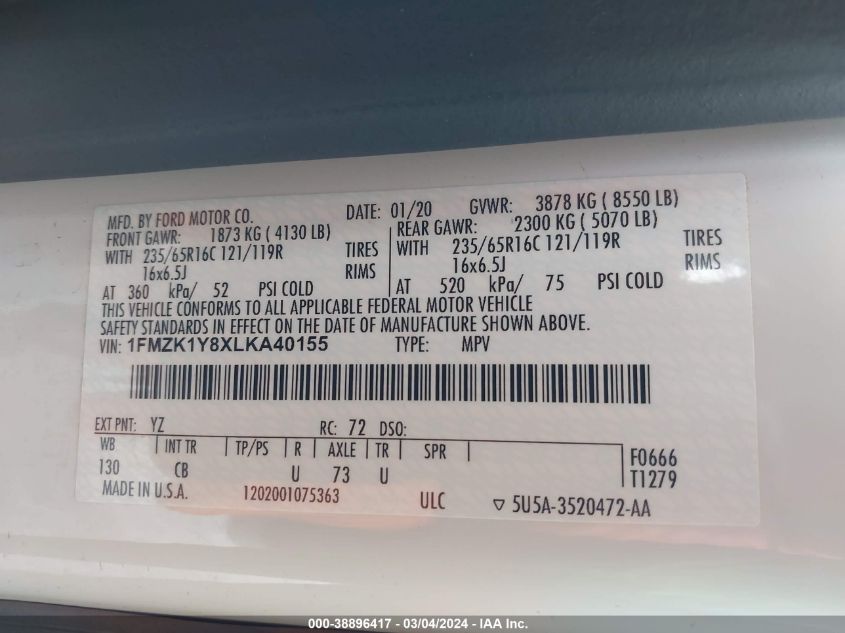 MFD. BY FORD MOTOR CO. DATE: 01/20 GVWR: 3878 KG ( 8550 LB)
FRONT GAWR: 1873 KG ( 4130 LB) REAR GAWR: 2300 KG ( 5070 LB)
WITH 235/65R16C 121/119R TIRES WITH 235/65R16C 121/119R TIRES
16x6.5J RIMS 16x6.5J RIMS
AT 360 kPa/ 52 PSI COLD AT 520 kPa/ 75 PSI COLD
THIS VEHICLE CONFORMS TO ALL APPLICABLE FEDERAL MOTOR VEHICLE
SAFETY STANDARDS IN EFFECT ON THE DATE OF MANUFACTURE SHOWN ABOVE.
VIN: 1FMZK1Y8XLKA40155 TYPE: MPV
EXT PNT: YZ RC: 72 DSO:
WB INT TR TP/PS R AXLE TR SPR F0666
130 CB U 73 U T1279
MADE IN U.S.A. 1202001075363 ULC ▽ 5U5A-3520472-AA
000-38896417 - 03/04/2024 - IAA Inc.